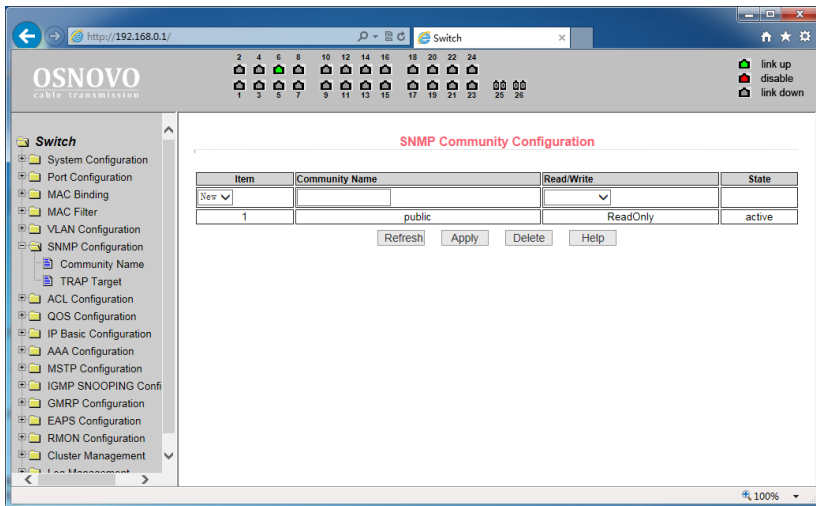 http://192.168.0.1/
Switch
OSNOVO
cable transmission
2 4 6 8 10 12 14 16 18 20 22 24
1 3 5 7 9 11 13 15 17 19 21 23 25 26
link up
disable
link down
Switch
System Configuration
Port Configuration
MAC Binding
MAC Filter
VLAN Configuration
SNMP Configuration
Community Name
TRAP Target
ACL Configuration
QOS Configuration
IP Basic Configuration
AAA Configuration
MSTP Configuration
IGMP SNOOPING Confi
GMRP Configuration
EAPS Configuration
RMON Configuration
Cluster Management
Log Management
SNMP Community Configuration
Item Community Name Read/Write State
New
1 public ReadOnly active
Refresh Apply Delete Help
100%